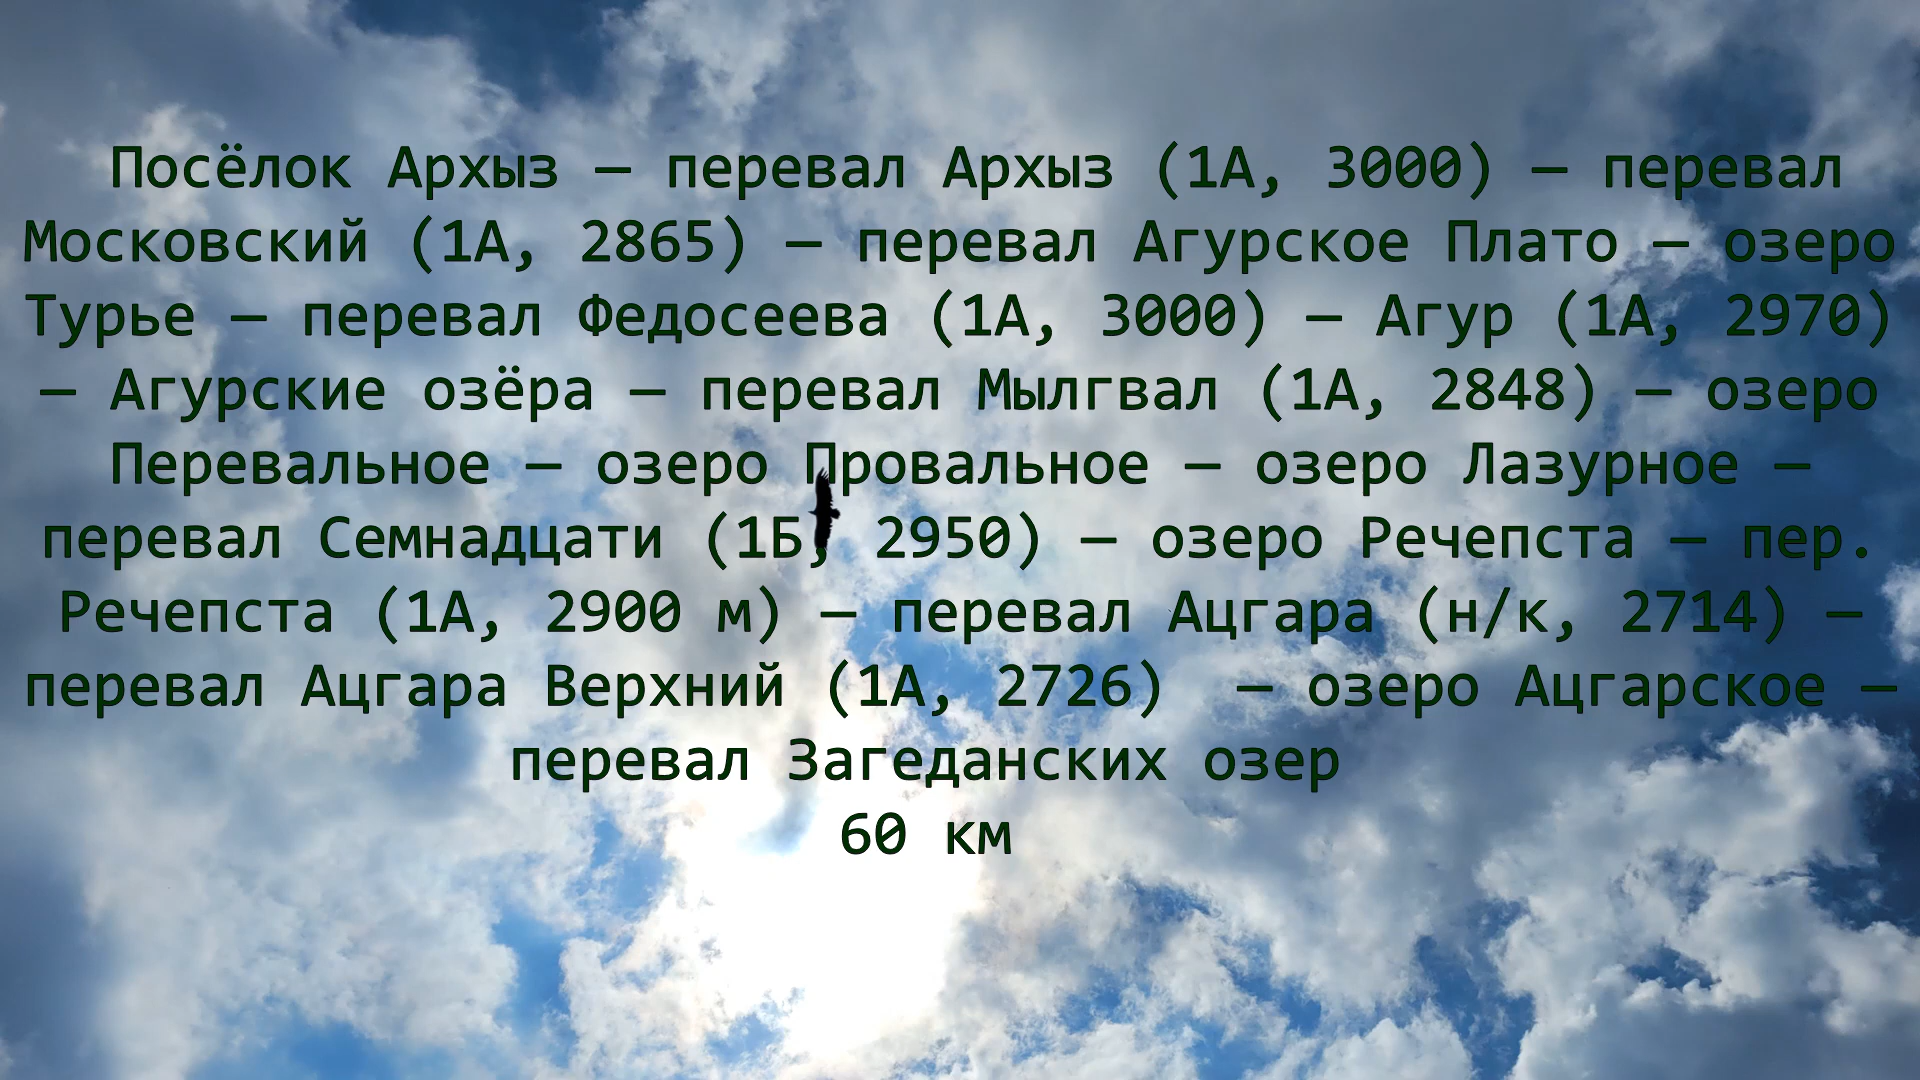 Посёлок Архыз — перевал Архыз (1А, 3000) — перевал
Московский (1А, 2865) — перевал Агурское Плато — озеро
Турье — перевал Федосеева (1А, 3000) — Агур (1А, 2970)
— Агурские озёра — перевал Мылгвал (1А, 2848) — озеро
Перевальное — озеро Провальное — озеро Лазурное —
перевал Семнадцати (1Б, 2950) — озеро Речепста — пер.
Речепста (1А, 2900 м) — перевал Ацгара (н/к, 2714) —
перевал Ацгара Верхний (1А, 2726)  — озеро Ацгарское —
перевал Загеданских озер
60 км